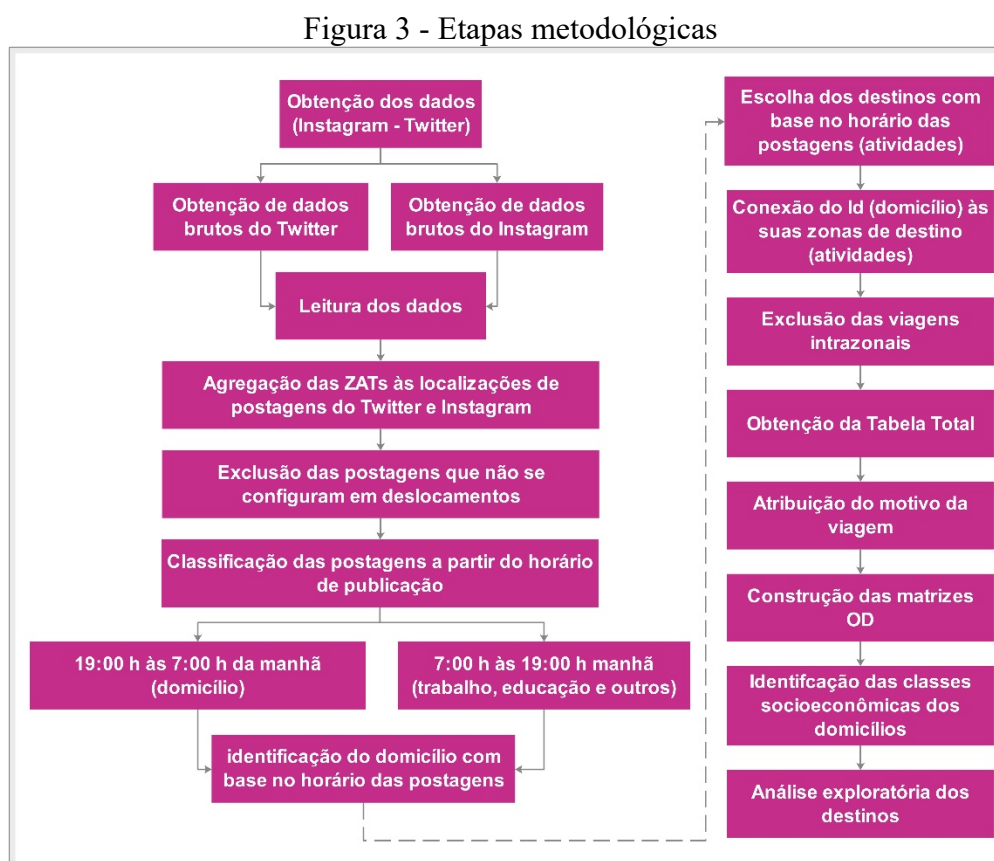 Figura 3 - Etapas metodológicas
Obtenção dos dados
(Instagram - Twitter)
Obtenção de dados
brutos do Twitter
Obtenção de dados
brutos do Instagram
Leitura dos dados
Agregação das ZATs às localizações de
postagens do Twitter e Instagram
Exclusão das postagens que não se
configuram em deslocamentos
Classificação das postagens a partir do horário
de publicação
19:00 h às 7:00 h da manhã
(domicílio)
7:00 h às 19:00 h manhã
(trabalho, educação e outros)
identificação do domicílio com
base no horário das postagens
Escolha dos destinos com
base no horário das
postagens (atividades)
Conexão do Id (domicílio) às
suas zonas de destino
(atividades)
Exclusão das viagens
intrazonais
Obtenção da Tabela Total
Atribuição do motivo da
viagem
Construção das matrizes
OD
Identifcação das classes
socioeconômicas dos
domicílios
Análise exploratória dos
destinos